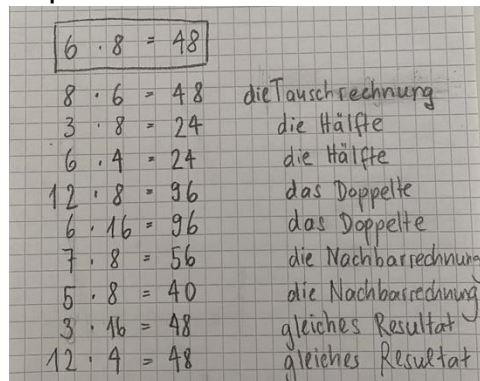 6 · 8 = 48
8 · 6 = 48 die Tauschrechnung
3 · 8 = 24 die Hälfte
6 · 4 = 24 die Hälfte
12 · 8 = 96 das Doppelte
6 · 16 = 96 das Doppelte
7 · 8 = 56 die Nachbarrechnung
5 · 8 = 40 die Nachbarrechnung
3 · 16 = 48 gleiches Resultat
12 · 4 = 48 gleiches Resultat